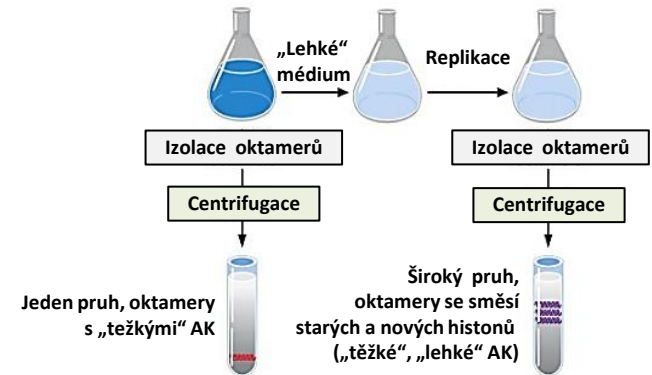 „Lehké“
médium
Replikace
Izolace oktamerů
Izolace oktamerů
Centrifugace
Centrifugace
Jeden pruh, oktamery
s „težkými“ AK
Široký pruh,
oktamery se směsí
starých a nových histonů
(„těžké“, „lehké“ AK)